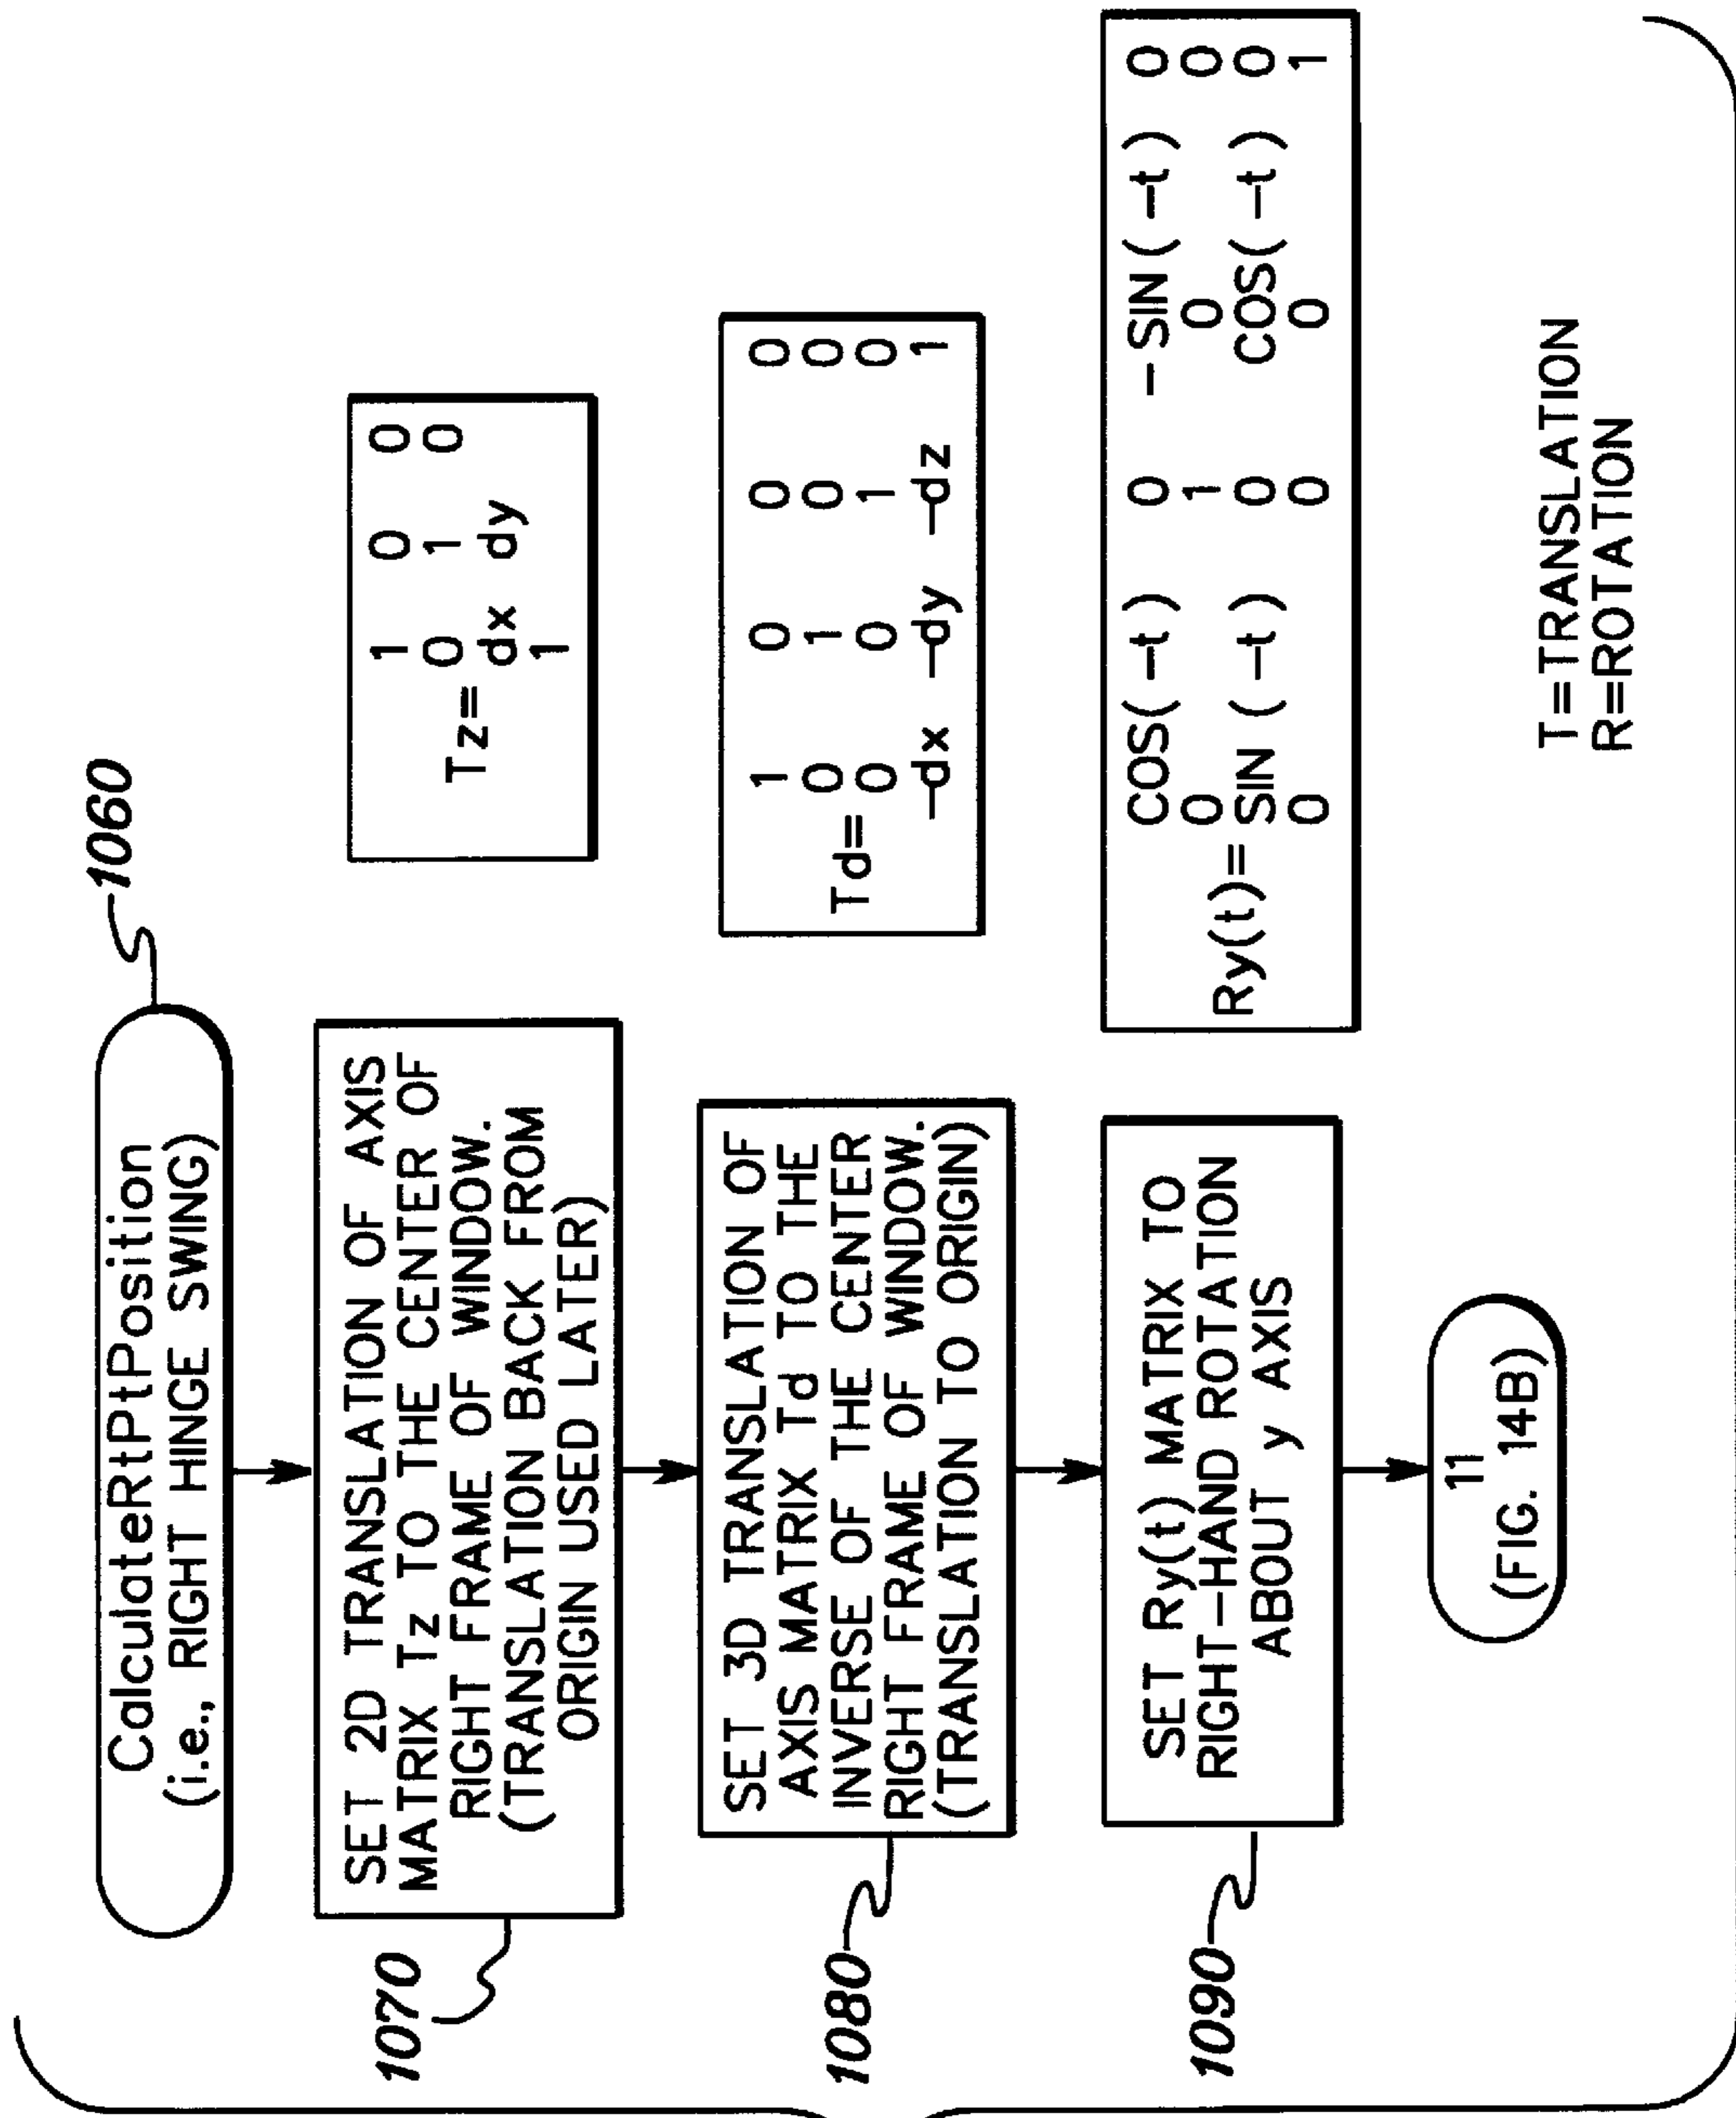 CalculateRtPtPosition
(i.e., RIGHT HINGE SWING)
1060
1070
SET 2D TRANSLATION OF AXIS
MATRIX Tz TO THE CENTER OF
RIGHT FRAME OF WINDOW.
(TRANSLATION BACK FROM
ORIGIN USED LATER)
1 0 0
0 1 0
Tz= dx dy
1
1080
SET 3D TRANSLATION OF
AXIS MATRIX Td TO THE
INVERSE OF THE CENTER
RIGHT FRAME OF WINDOW.
(TRANSLATION TO ORIGIN)
1 0 0 0
0 1 0 0
Td= 0 0 1 0
-dx -dy -dz 1
1090
SET Ry(t) MATRIX TO
RIGHT-HAND ROTATION
ABOUT y AXIS
COS(-t) 0 -SIN(-t) 0
0 1 0 0
Ry(t)= SIN (-t) 0 COS(-t) 0
0 0 0 1
11
(FIG. 14B)
T=TRANSLATION
R=ROTATION